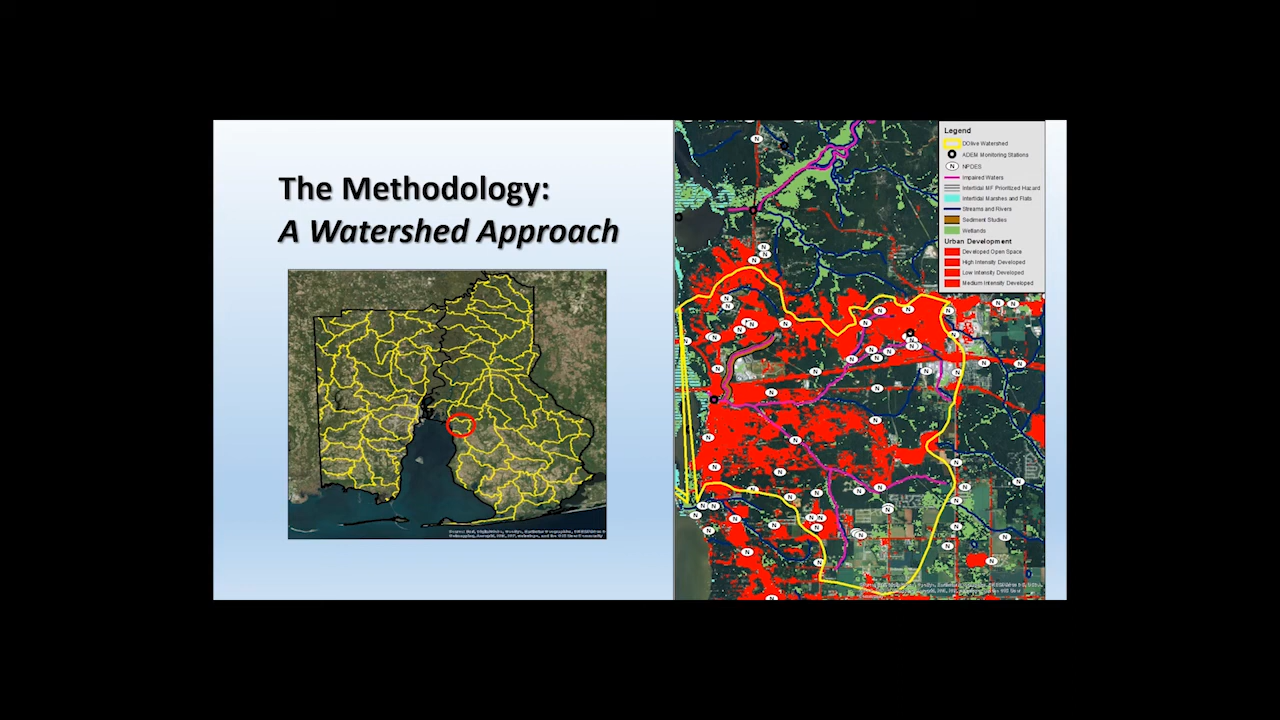 The Methodology:
A Watershed Approach
Legend
DOlive Watershed
ADEM Monitoring Stations
N NPDES
Impaired Waters
Intertidal MF Prioritized Hazard
Intertidal Marshes and Flats
Streams and Rivers
Sediment Studies
Wetlands
Urban Development
Developed Open Space
High Intensity Developed
Low Intensity Developed
Medium Intensity Developed